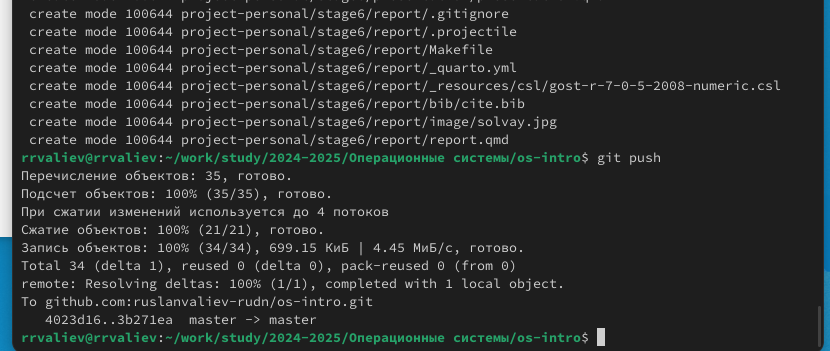 create mode 100644 project-personal/stage6/report/.gitignore
create mode 100644 project-personal/stage6/report/.projectile
create mode 100644 project-personal/stage6/report/Makefile
create mode 100644 project-personal/stage6/report/_quarto.yml
create mode 100644 project-personal/stage6/report/_resources/csl/gost-r-7-0-5-2008-numeric.csl
create mode 100644 project-personal/stage6/report/bib/cite.bib
create mode 100644 project-personal/stage6/report/image/solvay.jpg
create mode 100644 project-personal/stage6/report/report.qmd
rrvaliev@rrvaliev:~/work/study/2024-2025/Операционные системы/os-intro$ git push
Перечисление объектов: 35, готово.
Подсчет объектов: 100% (35/35), готово.
При сжатии изменений используется до 4 потоков
Сжатие объектов: 100% (21/21), готово.
Запись объектов: 100% (34/34), 699.15 КиБ | 4.45 МиБ/с, готово.
Total 34 (delta 1), reused 0 (delta 0), pack-reused 0 (from 0)
remote: Resolving deltas: 100% (1/1), completed with 1 local object.
To github.com:ruslanvaliev-rudn/os-intro.git
4023d16..3b271ea  master -> master
rrvaliev@rrvaliev:~/work/study/2024-2025/Операционные системы/os-intro$